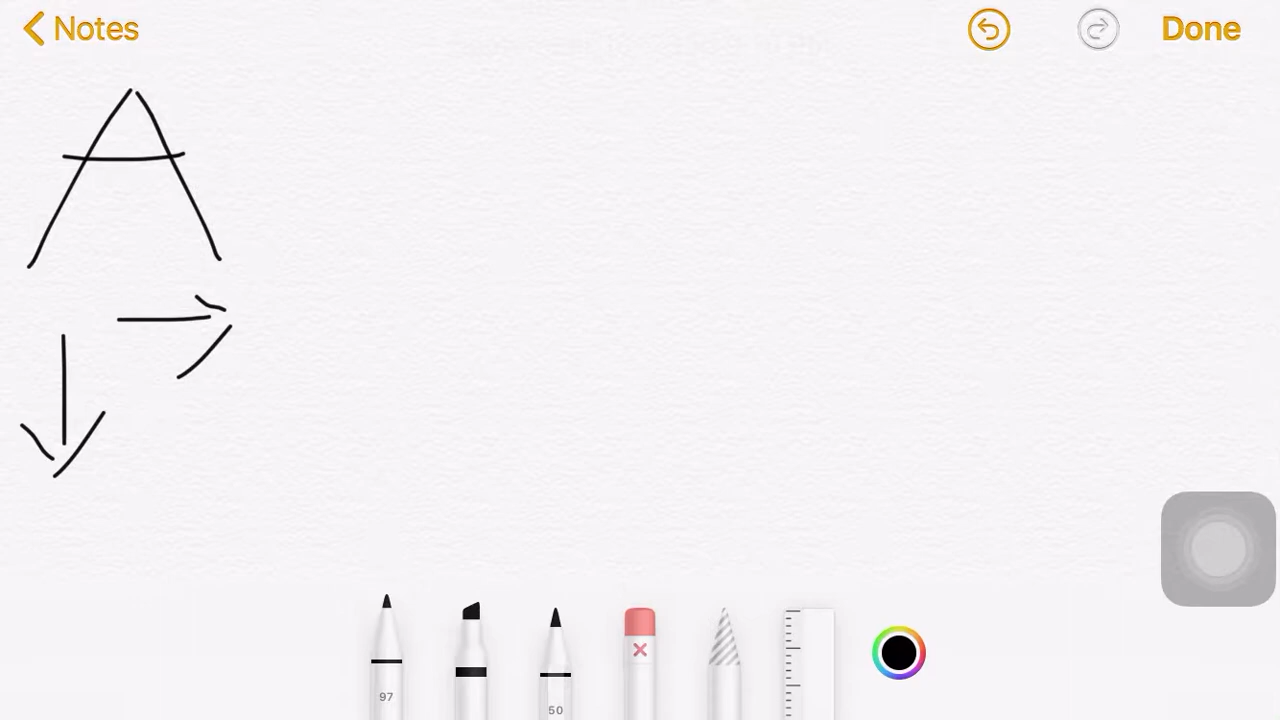 Notes Done
A
→
↓
97 50